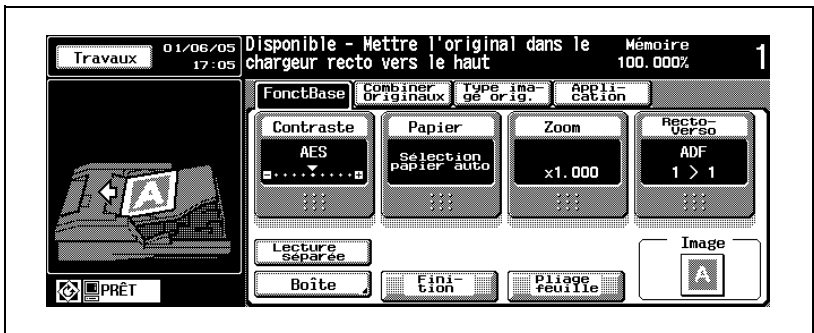 Travaux
01/06/05
17:05
Disponible - Mettre l'original dans le
chargeur recto vers le haut
Mémoire
100.000%
1
FonctBase
Combiner
Originaux
Type ima-
ge orig.
Appli-
cation
Contraste
AES
Papier
Sélection
papier auto
Zoom
×1.000
Recto-
Verso
ADF
1 > 1
A
Lecture
séparée
Boîte
Fini-
tion
Pliage
feuille
Image
A
PRÊT